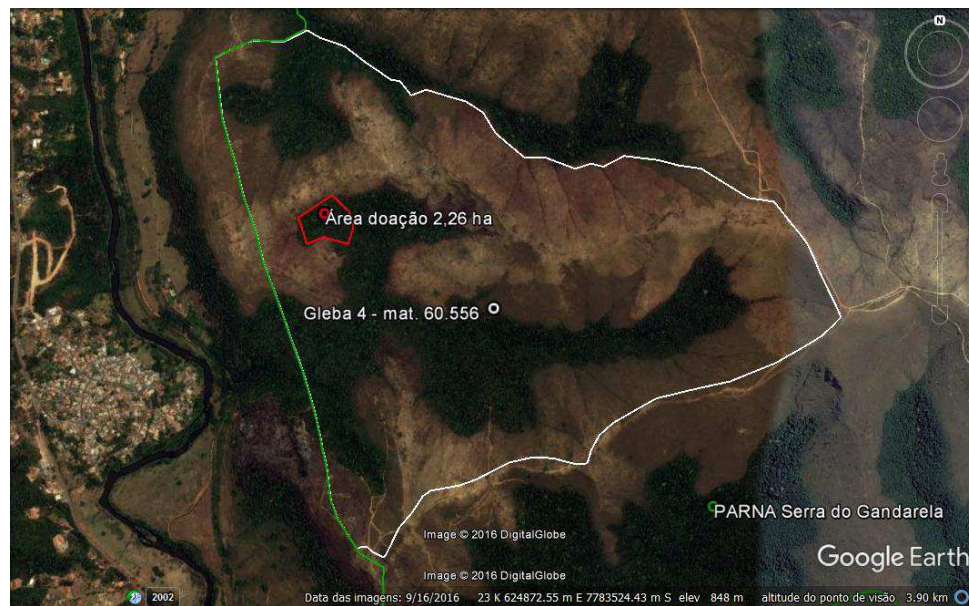 N
Área doação 2,26 ha
Gleba 4 - mat. 60.556
PARNA Serra do Gandarela
Image © 2016 DigitalGlobe
Google Earth
Image © 2016 DigitalGlobe
2002
Data das imagens: 9/16/2016 23 K 624872.55 m E 7783524.43 m S elev 848 m altitude do ponto de visão 3.90 km